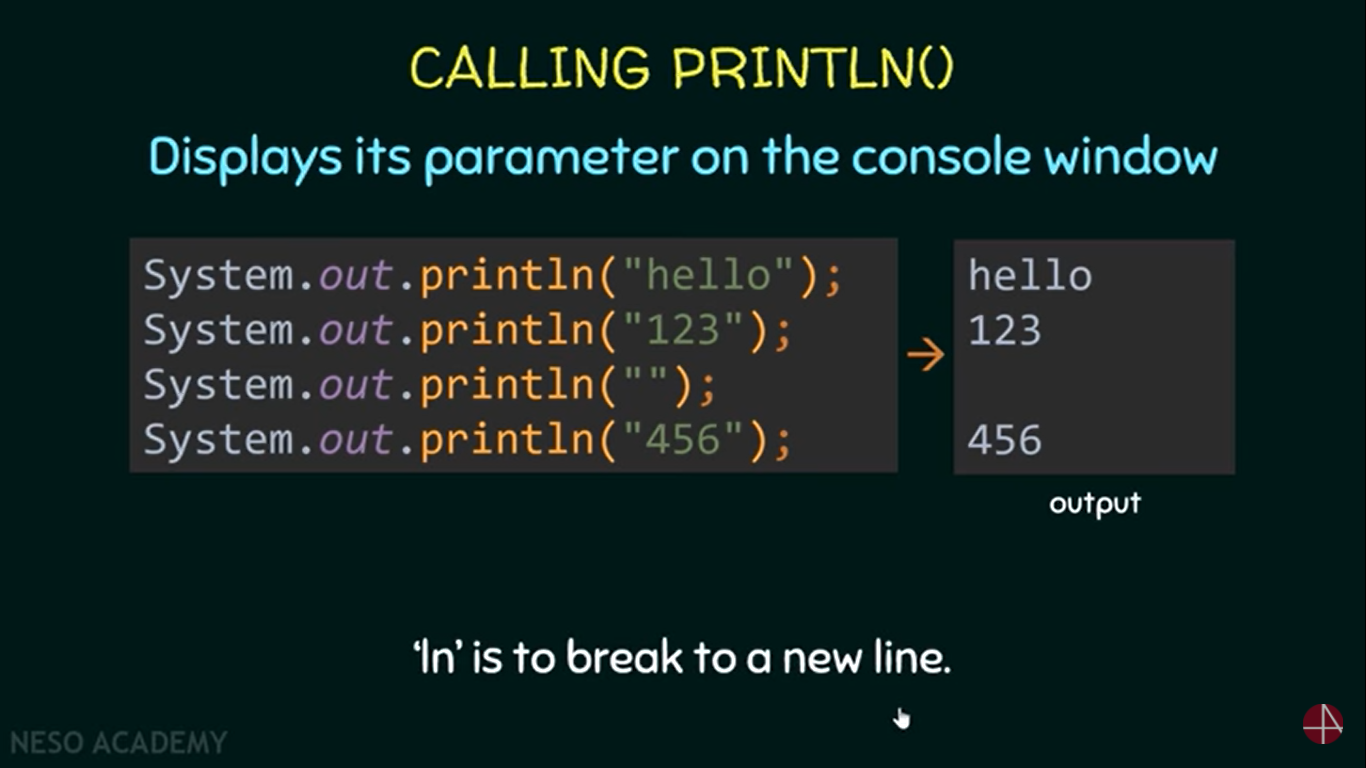 CALLING PRINTLN()
Displays its parameter on the console window
System.out.println("hello");
System.out.println("123");
System.out.println("");
System.out.println("456");
→
hello
123
456
output
‘ln’ is to break to a new line.
NESO ACADEMY